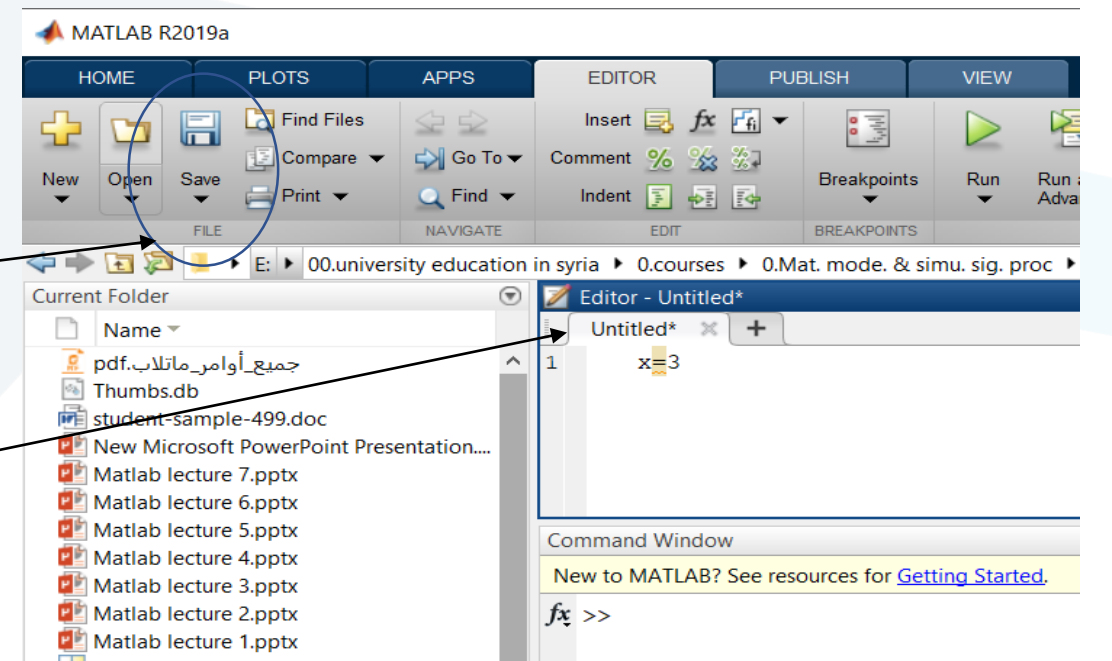 MATLAB R2019a
HOME PLOTS APPS EDITOR PUBLISH VIEW
New Open Save Find Files Compare Print
Go To Find
Insert fx fi
Comment % % %
Indent
Breakpoints Run
FILE NAVIGATE EDIT BREAKPOINTS
E: 00.university education in syria 0.courses 0.Mat. mode. & simu. sig. proc
Current Folder
Name
جميع_أوامر_ماتلاب.pdf
Thumbs.db
student-sample-499.doc
New Microsoft PowerPoint Presentation....
Matlab lecture 7.pptx
Matlab lecture 6.pptx
Matlab lecture 5.pptx
Matlab lecture 4.pptx
Matlab lecture 3.pptx
Matlab lecture 2.pptx
Matlab lecture 1.pptx
Editor - Untitled*
Untitled* +
1 x=3
Command Window
New to MATLAB? See resources for Getting Started.
fx >>